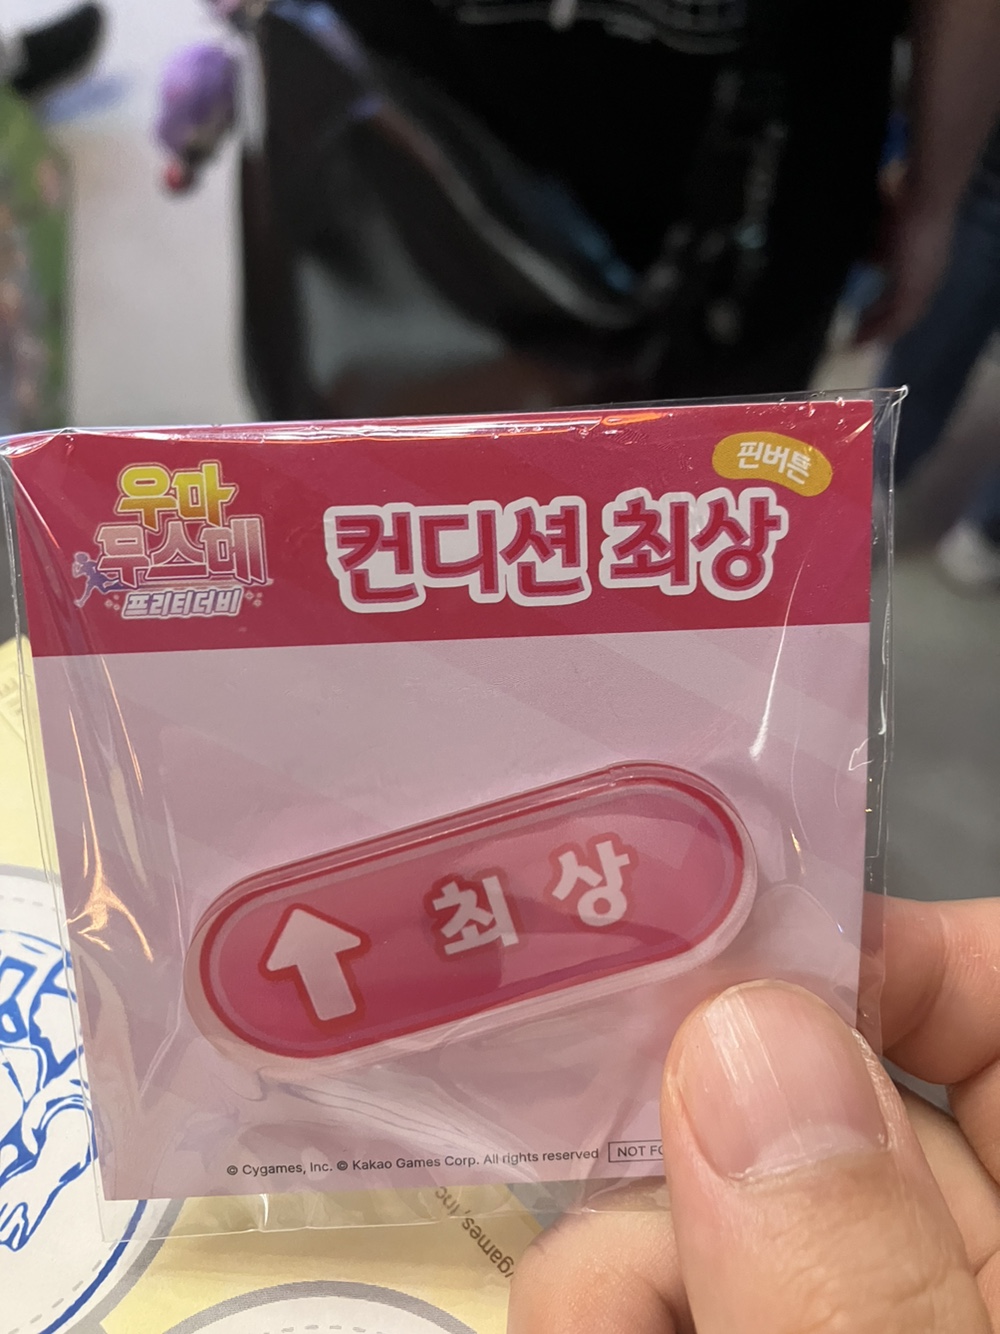 우마
무스메
프리티더비
컨디션 최상
핀버튼
최상
© Cygames, Inc. © Kakao Games Corp. All rights reserved
NOT